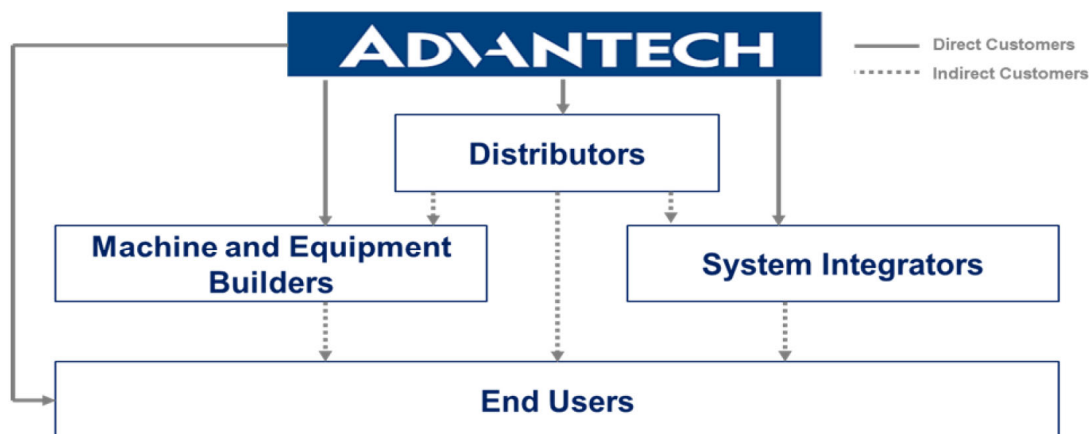 ADVANTECH
Direct Customers
Indirect Customers
Distributors
Machine and Equipment
Builders
System Integrators
End Users